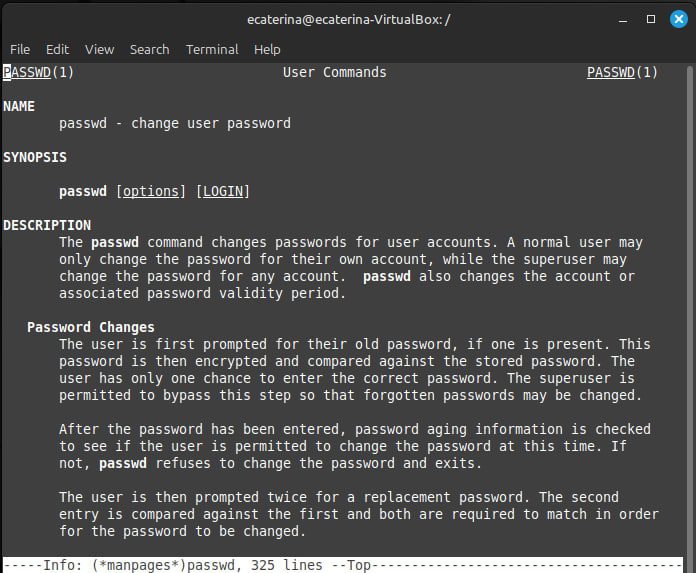 ecaterina@ecaterina-VirtualBox: /
File Edit View Search Terminal Help
PASSWD(1) User Commands PASSWD(1)
NAME
passwd - change user password
SYNOPSIS
passwd [options] [LOGIN]
DESCRIPTION
The passwd command changes passwords for user accounts. A normal user may
only change the password for their own account, while the superuser may
change the password for any account. passwd also changes the account or
associated password validity period.
Password Changes
The user is first prompted for their old password, if one is present. This
password is then encrypted and compared against the stored password. The
user has only one chance to enter the correct password. The superuser is
permitted to bypass this step so that forgotten passwords may be changed.
After the password has been entered, password aging information is checked
to see if the user is permitted to change the password at this time. If
not, passwd refuses to change the password and exits.
The user is then prompted twice for a replacement password. The second
entry is compared against the first and both are required to match in order
for the password to be changed.
-----Info: (*manpages*)passwd, 325 lines --Top---------------------------------------